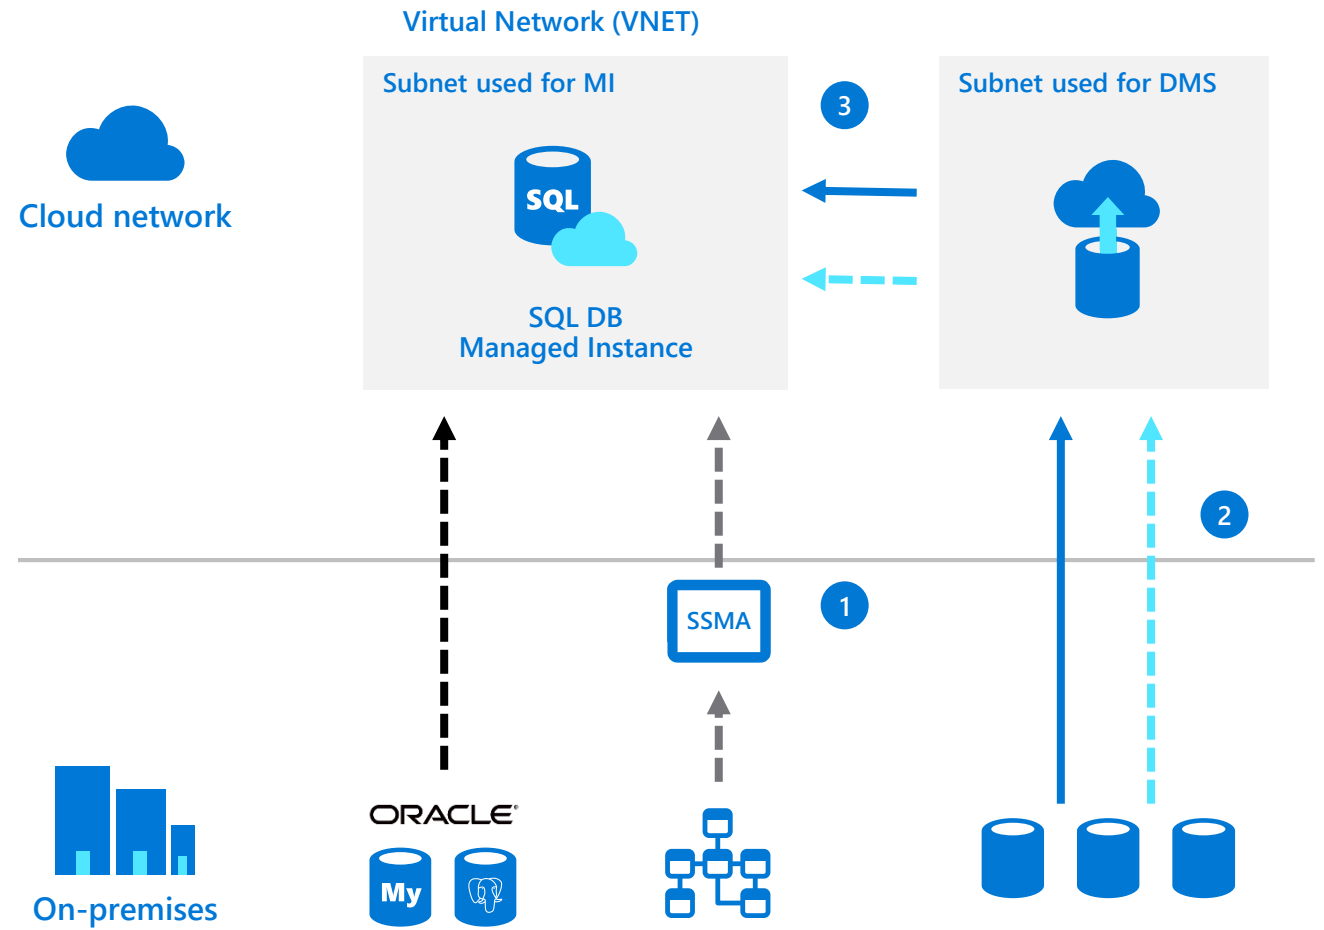 Virtual Network (VNET)
Subnet used for MI
3
Subnet used for DMS
SQL
Cloud network
SQL DB
Managed Instance
2
SSMA
1
ORACLE®
My
On-premises